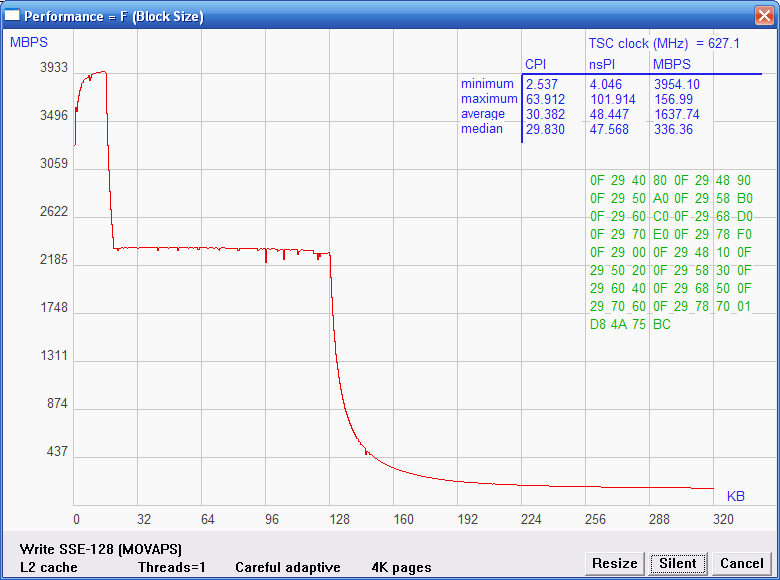 Performance = F (Block Size)
MBPS
TSC clock (MHz) = 627.1
CPI nsPI MBPS
minimum 2.537 4.046 3954.10
maximum 63.912 101.914 156.99
average 30.382 48.447 1637.74
median 29.830 47.568 336.36
3933
3496
3059
2622
2185
1748
1311
874
437
0F 29 40 80 0F 29 48 90
0F 29 50 A0 0F 29 58 B0
0F 29 60 C0 0F 29 68 D0
0F 29 70 E0 0F 29 78 F0
0F 29 00 0F 29 48 10 0F
29 50 20 0F 29 58 30 0F
29 60 40 0F 29 68 50 0F
29 70 60 0F 29 78 70 01
D8 4A 75 BC
KB
0 32 64 96 128 160 192 224 256 288 320
Write SSE-128 (MOVAPS)
L2 cache Threads=1 Careful adaptive 4K pages
Resize Silent Cancel